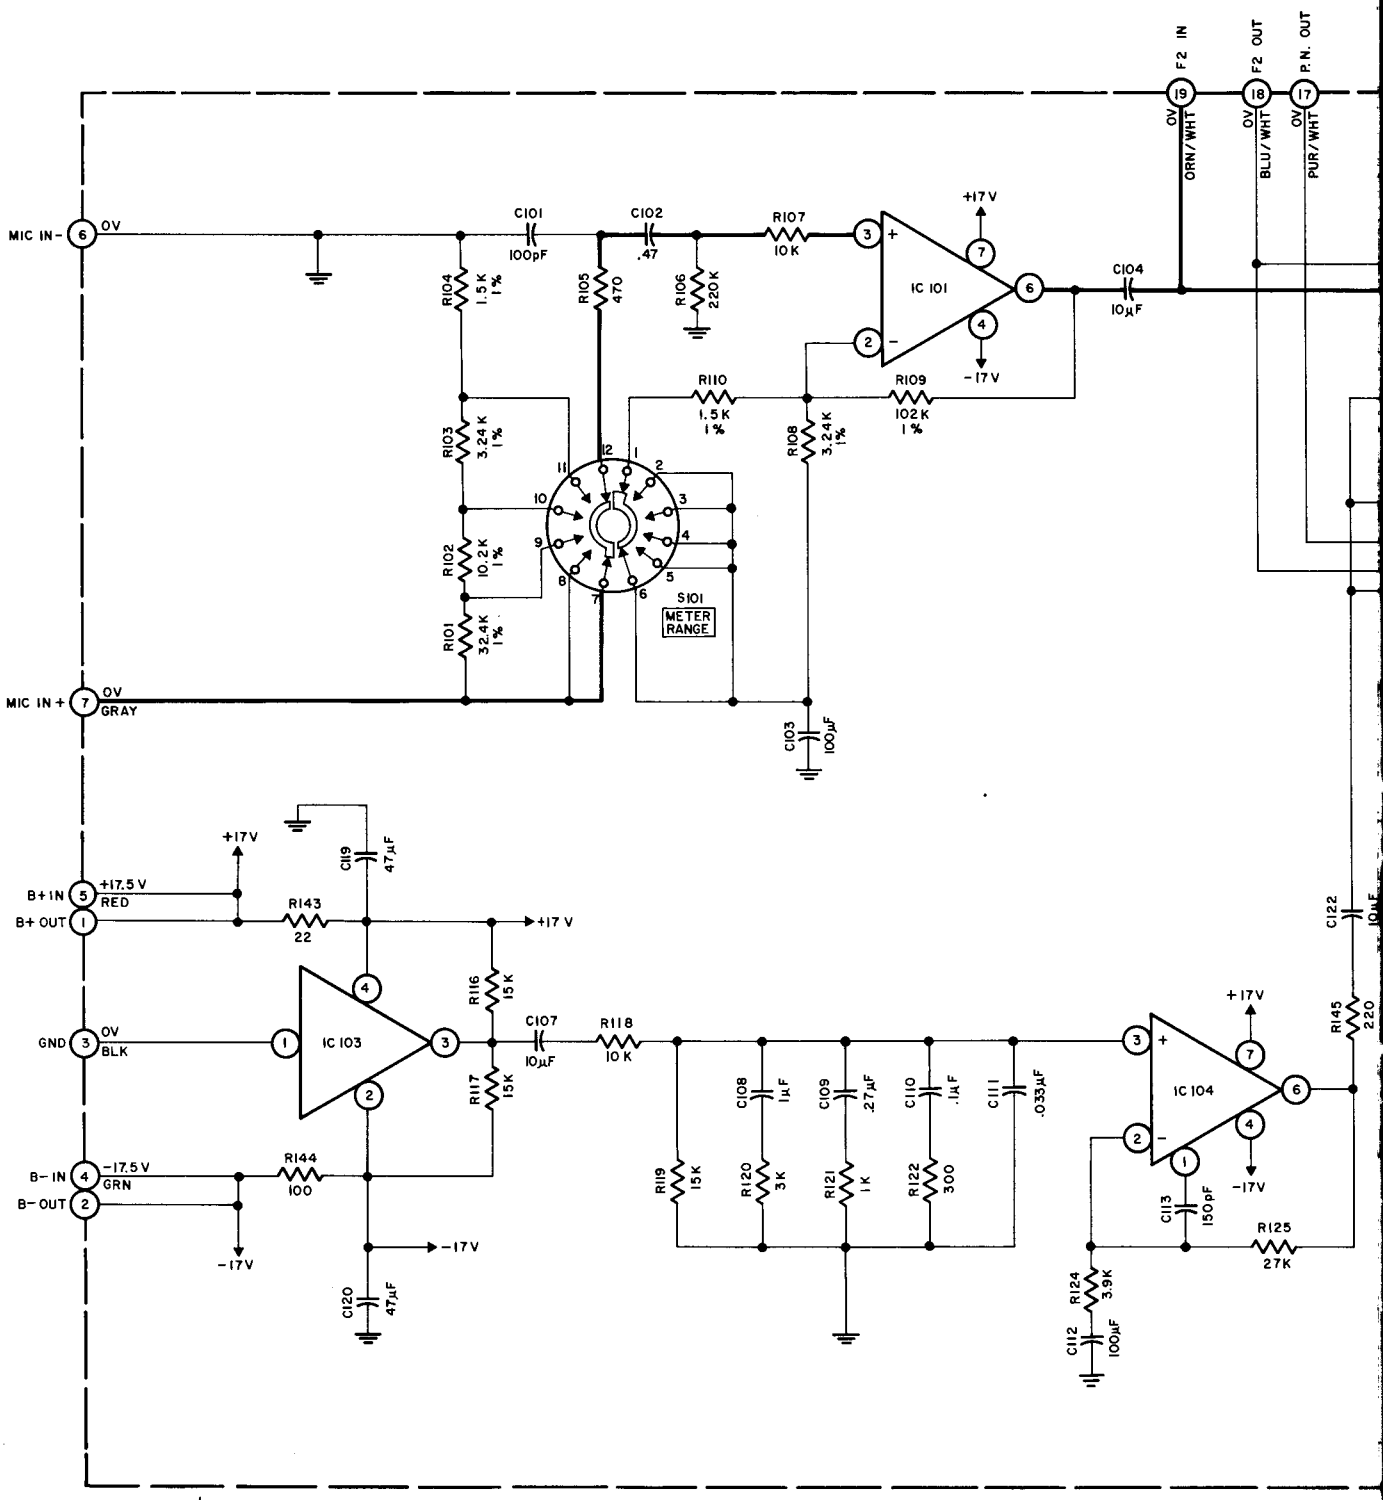 F2 IN
F2 OUT
P.N. OUT
19
18
17
0V
ORN/WHT
0V
BLU/WHT
0V
PUR/WHT
MIC IN-
6
0V
C101
100pF
C102
.47
R107
10K
3
+
+17V
7
IC 101
6
C104
10µF
4
-17V
2
-
R104
1.5K
1%
R105
470
R106
220K
R110
1.5K
1%
R109
102K
1%
R108
3.24K
1%
R103
3.24K
1%
R102
10.2K
1%
R101
32.4K
1%
12
1
11
2
10
3
9
4
8
5
7
6
S101
METER
RANGE
MIC IN+
7
0V
GRAY
C103
100µF
+17V
C119
47µF
B+ IN
5
+17.5V
RED
B+ OUT
1
R143
22
+17V
4
R116
15K
GND
3
0V
BLK
1
IC 103
3
2
R117
15K
C107
10µF
R118
10K
B- IN
4
-17.5V
GRN
B- OUT
2
R144
100
-17V
-17V
C120
47µF
C108
1µF
C109
.27µF
C110
.1µF
C111
.033µF
R119
15K
R120
3K
R121
1K
R122
300
C122
10µF
R145
220
+17V
7
3
+
IC 104
6
2
-
4
1
-17V
C113
150pF
R125
27K
R124
3.9K
C112
100µF